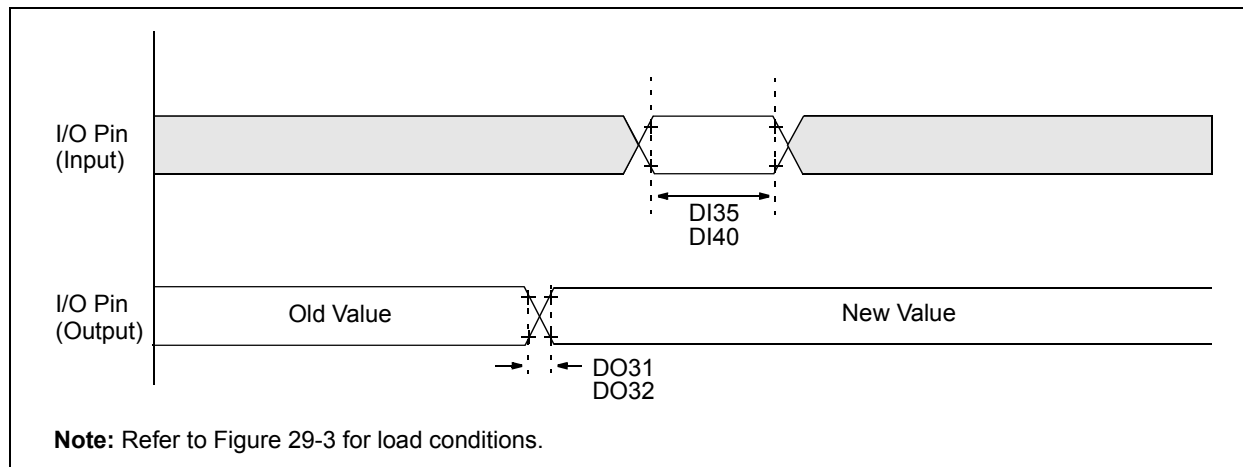 I/O Pin
(Input)
DI35
DI40
I/O Pin
(Output)
Old Value
New Value
DO31
DO32
Note: Refer to Figure 29-3 for load conditions.